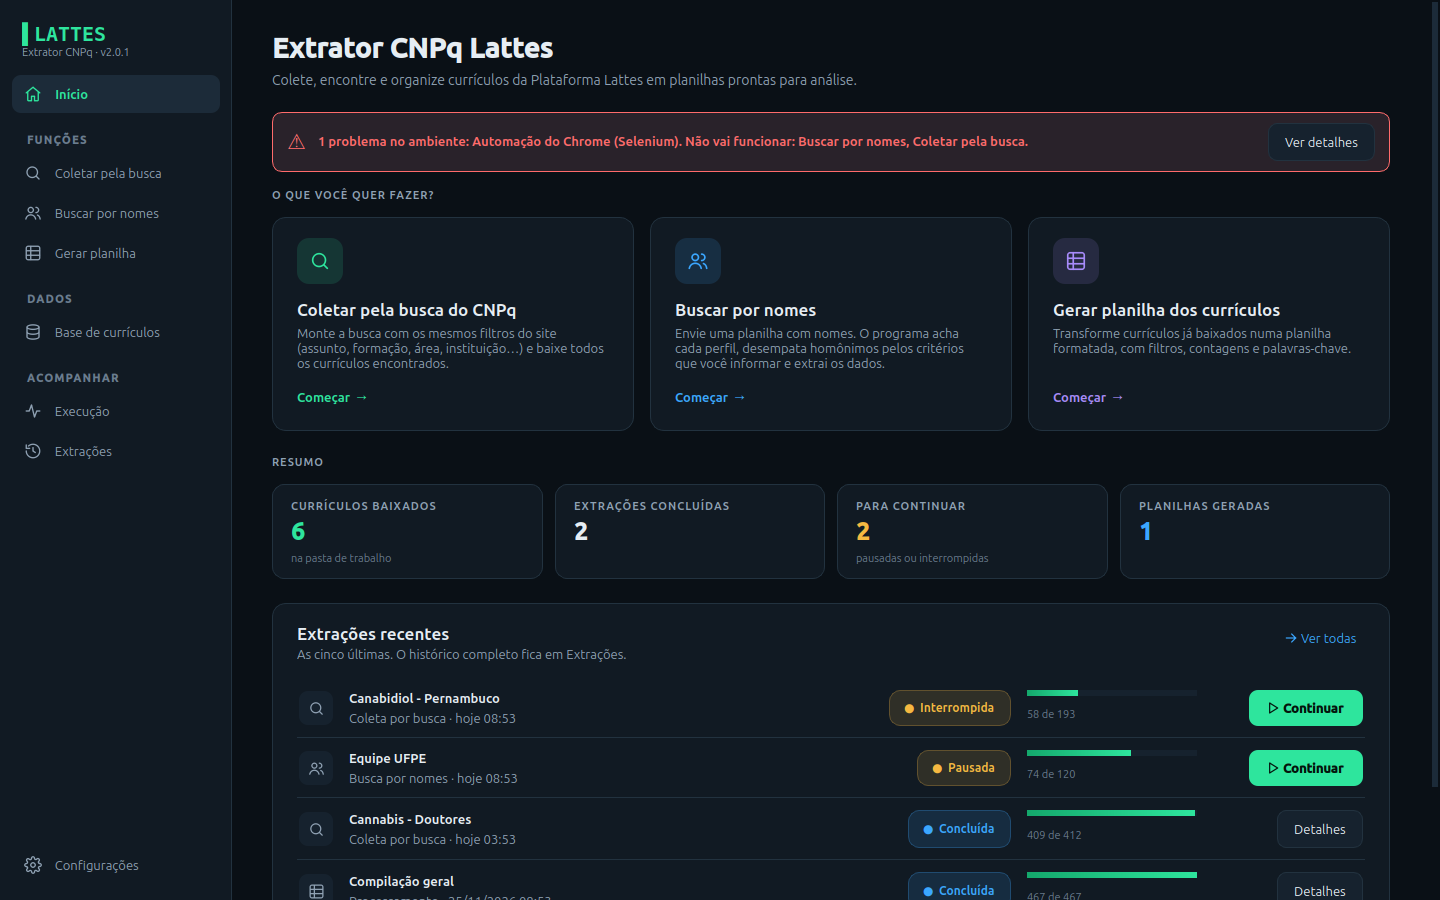 LATTES
Extrator CNPq · v2.0.1
Início
FUNÇÕES
Coletar pela busca
Buscar por nomes
Gerar planilha
DADOS
Base de currículos
ACOMPANHAR
Execução
Extrações
Configurações
Extrator CNPq Lattes
Colete, encontre e organize currículos da Plataforma Lattes em planilhas prontas para análise.
1 problema no ambiente: Automação do Chrome (Selenium). Não vai funcionar: Buscar por nomes, Coletar pela busca.
Ver detalhes
O QUE VOCÊ QUER FAZER?
Coletar pela busca do CNPq
Monte a busca com os mesmos filtros do site
(assunto, formação, área, instituição…) e baixe todos
os currículos encontrados.
Começar →
Buscar por nomes
Envie uma planilha com nomes. O programa acha
cada perfil, desempata homônimos pelos critérios
que você informar e extrai os dados.
Começar →
Gerar planilha dos currículos
Transforme currículos já baixados numa planilha
formatada, com filtros, contagens e palavras-chave.
Começar →
RESUMO
CURRÍCULOS BAIXADOS
6
na pasta de trabalho
EXTRAÇÕES CONCLUÍDAS
2
PARA CONTINUAR
2
pausadas ou interrompidas
PLANILHAS GERADAS
1
Extrações recentes
As cinco últimas. O histórico completo fica em Extrações.
→ Ver todas
Canabidiol - Pernambuco
Coleta por busca · hoje 08:53
Interrompida
58 de 193
Continuar
Equipe UFPE
Busca por nomes · hoje 08:53
Pausada
74 de 120
Continuar
Cannabis - Doutores
Coleta por busca · hoje 03:53
Concluída
409 de 412
Detalhes
Compilação geral
Concluída
467 de 467
Detalhes